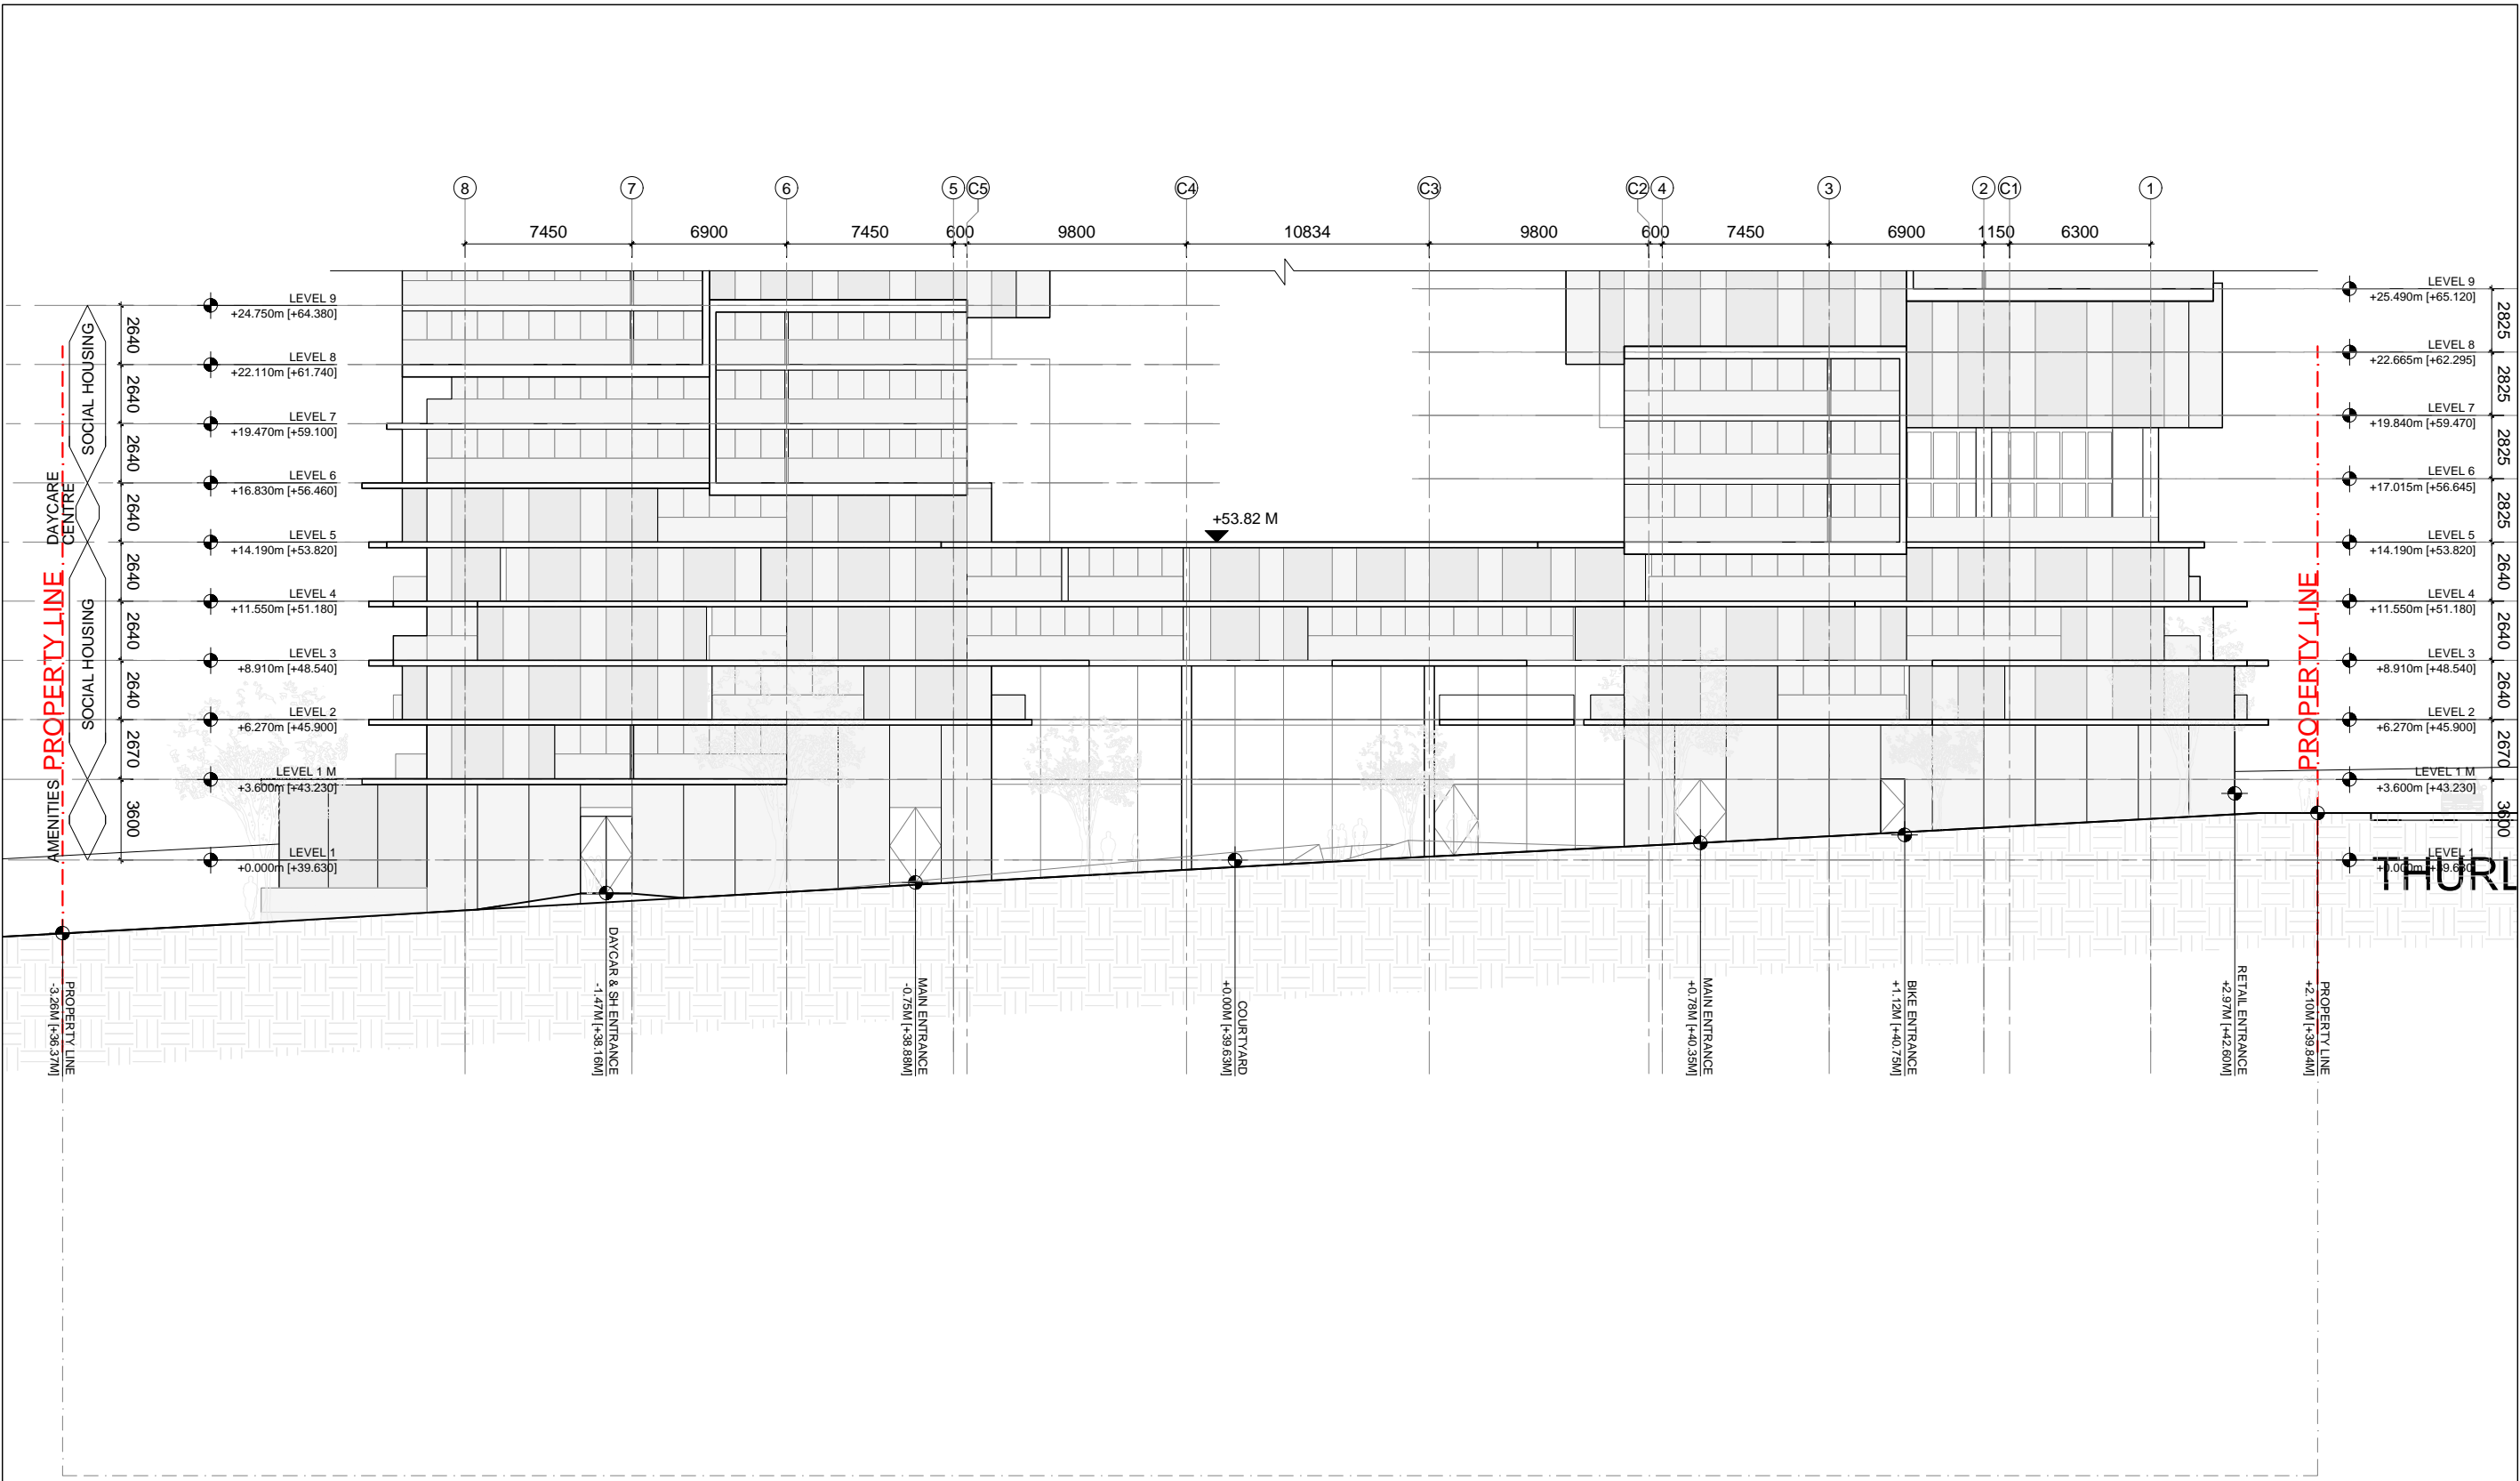 8 7 6 5 C5 C4 C3 C2 4 3 2 C1 1
7450 6900 7450 600 9800 10834 9800 600 7450 6900 1150 6300
LEVEL 9
+24.750m [+64.380]
LEVEL 8
+22.110m [+61.740]
LEVEL 7
+19.470m [+59.100]
LEVEL 6
+16.830m [+56.460]
LEVEL 5
+14.190m [+53.820]
LEVEL 4
+11.550m [+51.180]
LEVEL 3
+8.910m [+48.540]
LEVEL 2
+6.270m [+45.900]
LEVEL 1 M
+3.600m [+43.230]
LEVEL 1
+0.000m [+39.630]
2640
2640
2640
2640
2640
2640
2640
2670
3600
SOCIAL HOUSING
DAYCARE
CENTRE
SOCIAL HOUSING
AMENITIES
PROPERTY LINE
+53.82 M
PROPERTY LINE
LEVEL 9
+25.490m [+65.120]
LEVEL 8
+22.665m [+62.295]
LEVEL 7
+19.840m [+59.470]
LEVEL 6
+17.015m [+56.645]
LEVEL 5
+14.190m [+53.820]
LEVEL 4
+11.550m [+51.180]
LEVEL 3
+8.910m [+48.540]
LEVEL 2
+6.270m [+45.900]
LEVEL 1 M
+3.600m [+43.230]
LEVEL 1
+0.000m [+39.630]
2825
2825
2825
2825
2640
2640
2640
2670
3600
THURL
PROPERTY LINE
-3.26M [+36.37M]
DAYCAR & SH ENTRANCE
-1.47M [+38.16M]
MAIN ENTRANCE
-0.75M [+38.88M]
COURTYARD
+0.00M [+39.63M]
MAIN ENTRANCE
+0.78M [+40.35M]
BIKE ENTRANCE
+1.12M [+40.75M]
RETAIL ENTRANCE
+2.97M [+42.60M]
PROPERTY LINE
+2.10M [+39.84M]